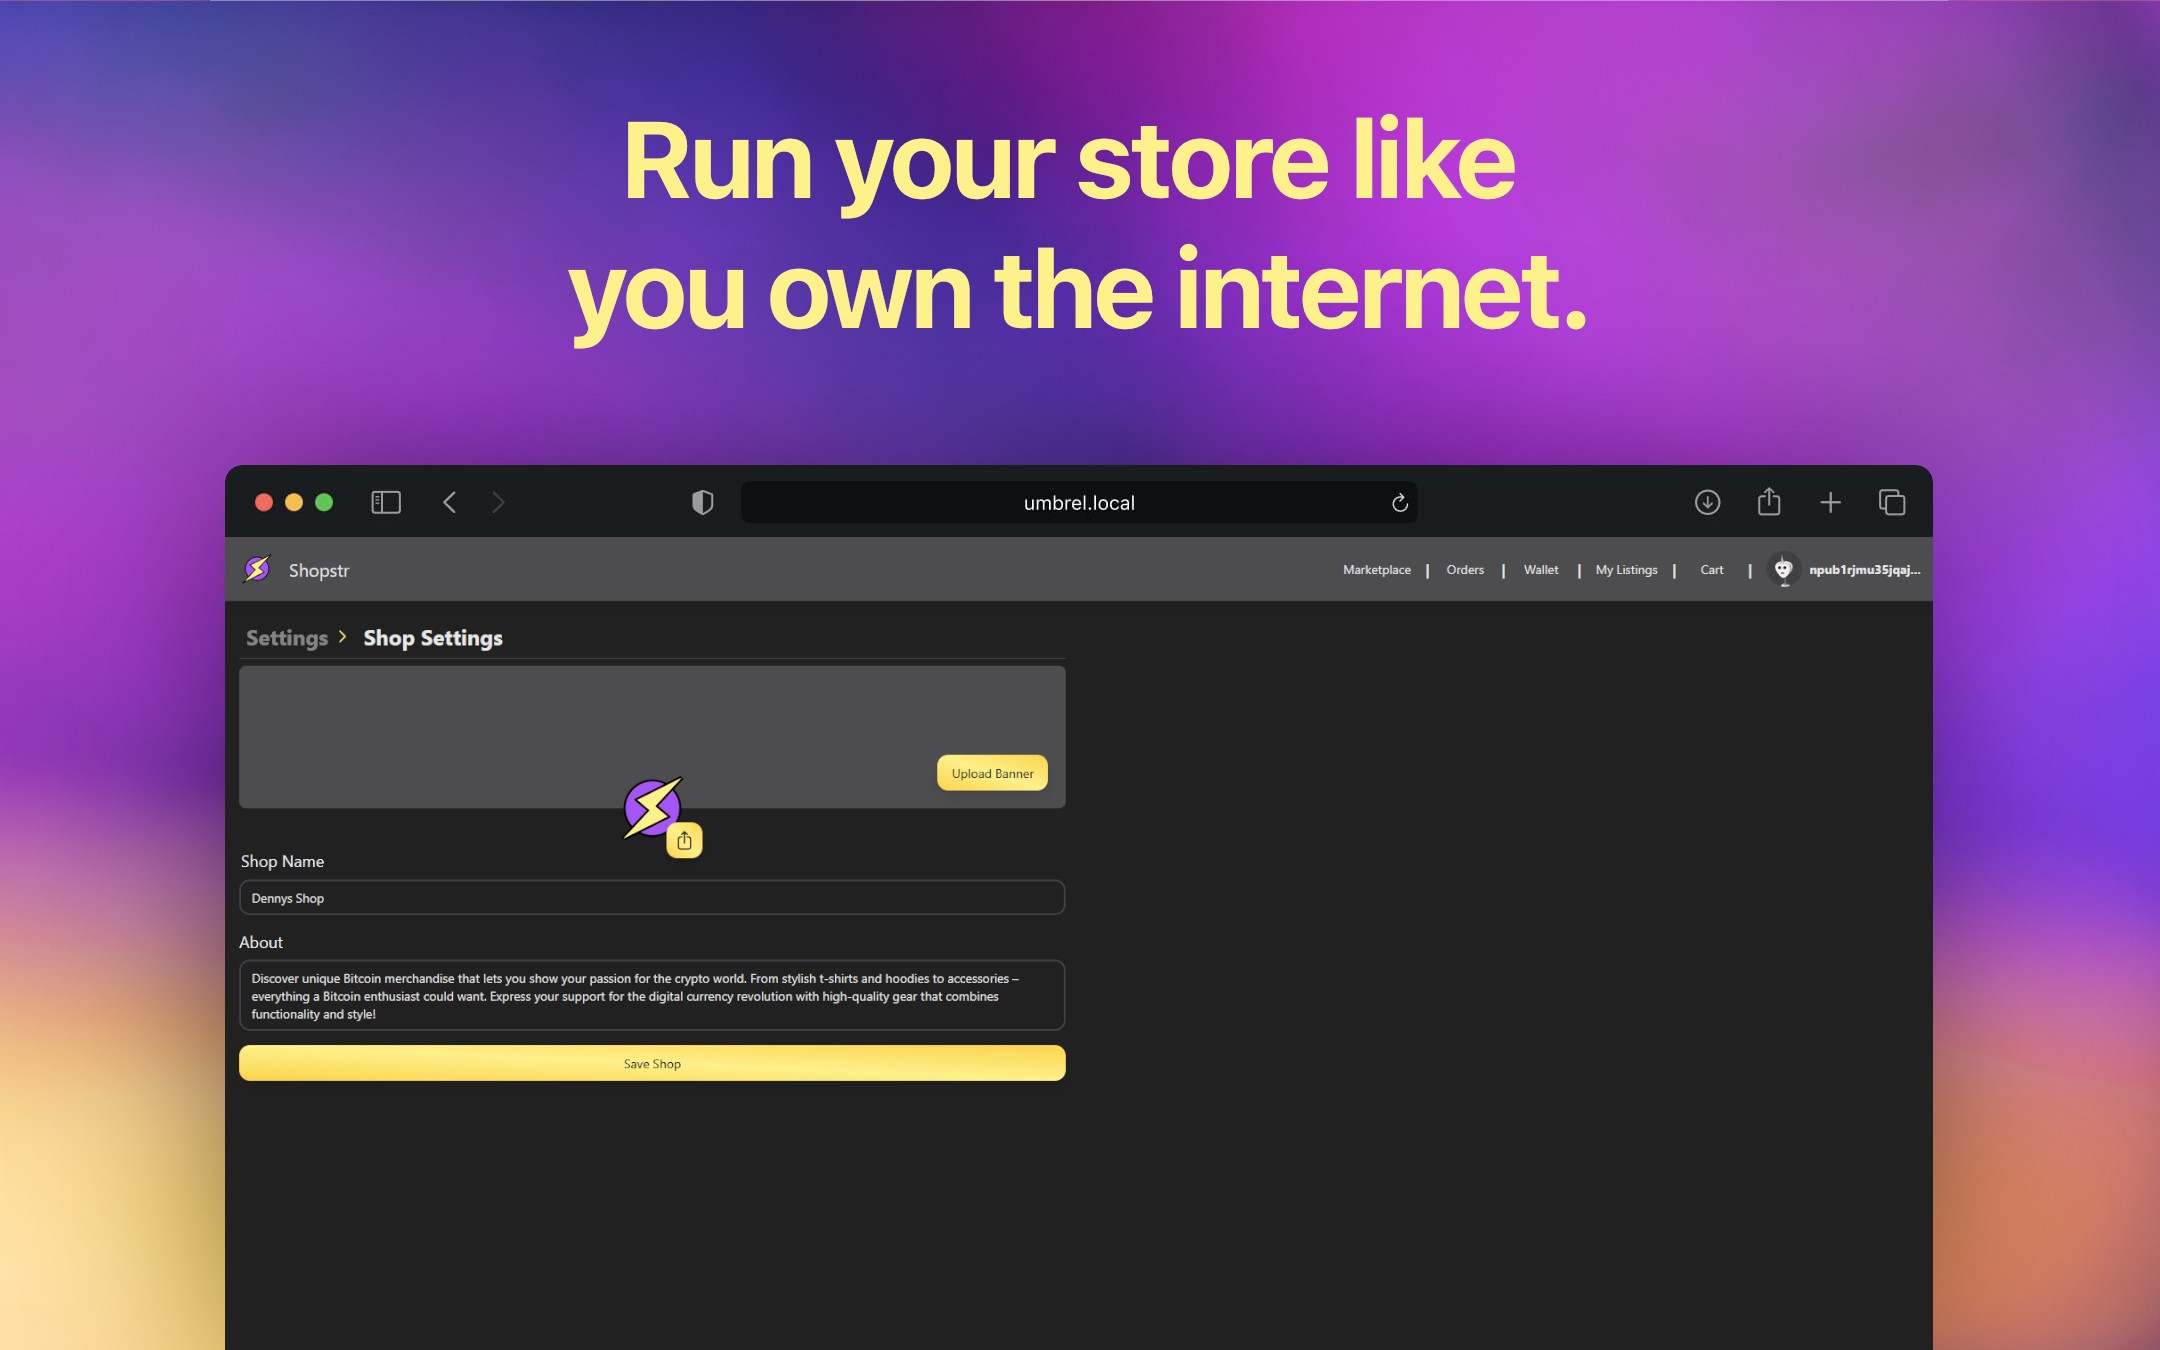 Run your store like
you own the internet.
umbrel.local
Shopstr
Marketplace | Orders | Wallet | My Listings | Cart | npub1rjmu35jqaj...
Settings > Shop Settings
Upload Banner
Shop Name
Dennys Shop
About
Discover unique Bitcoin merchandise that lets you show your passion for the crypto world. From stylish t-shirts and hoodies to accessories –
everything a Bitcoin enthusiast could want. Express your support for the digital currency revolution with high-quality gear that combines
functionality and style!
Save Shop